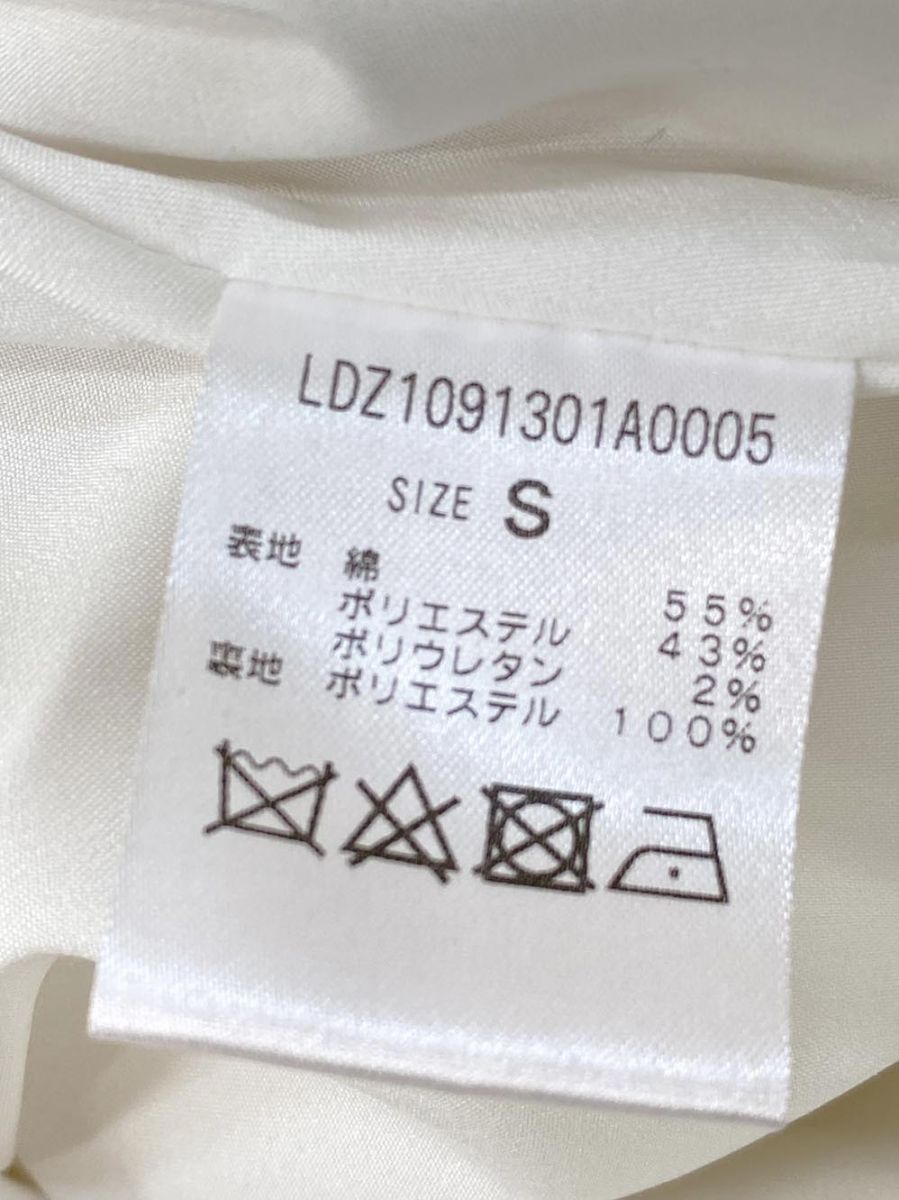 LDZ1091301A0005
SIZE S
表地 綿 55%
ポリエステル 43%
ポリウレタン 2%
裏地 ポリエステル 100%